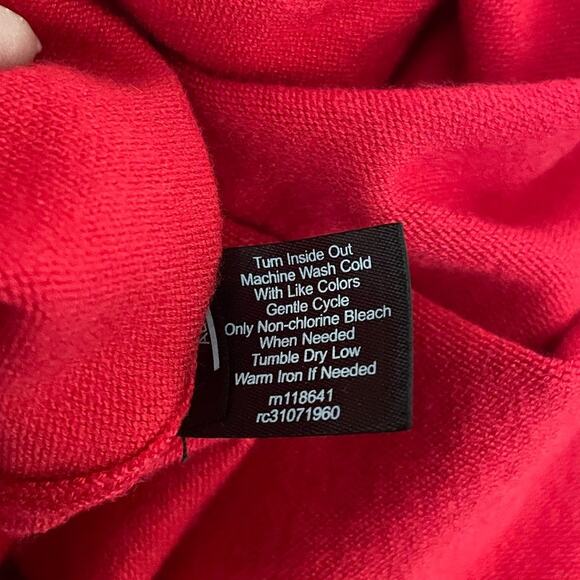 Turn Inside Out
Machine Wash Cold
With Like Colors
Gentle Cycle
Only Non-chlorine Bleach
When Needed
Tumble Dry Low
Warm Iron If Needed
rn118641
rc31071960